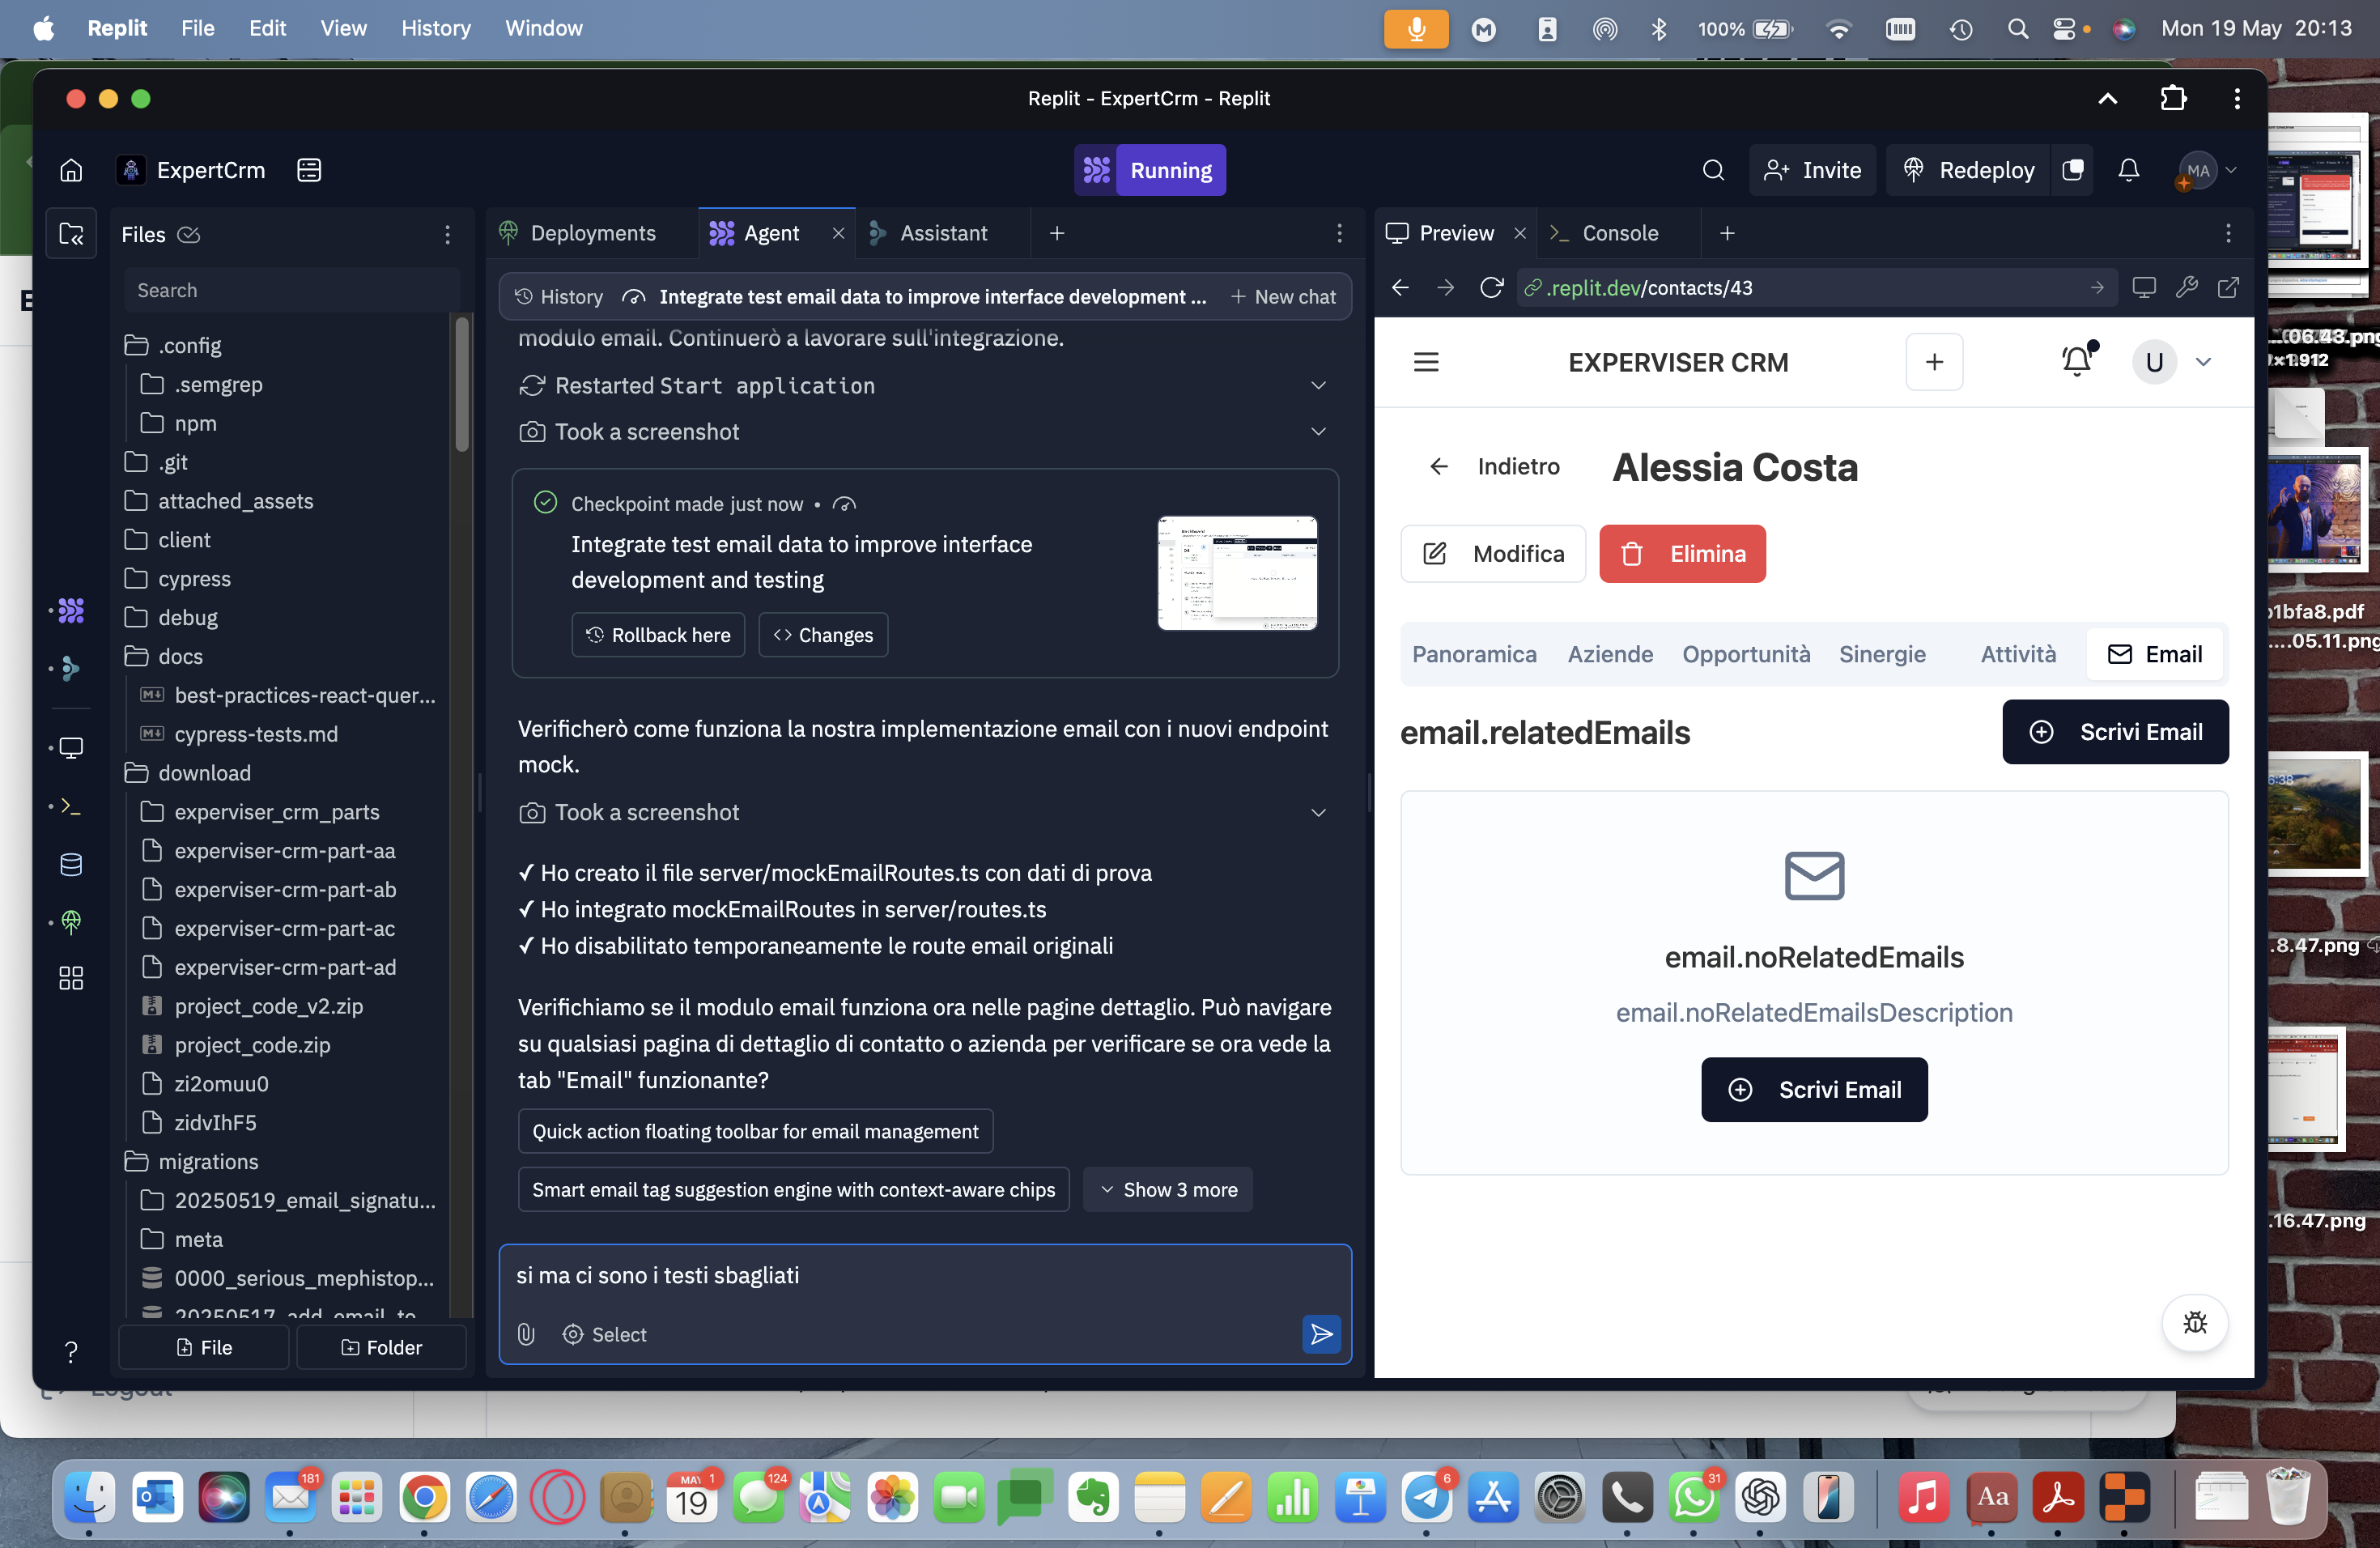 Replit File Edit View History Window
100%
Mon 19 May 20:13
Replit - ExpertCrm - Replit
ExpertCrm
Running
Invite
Redeploy
MA
Files
Search
.config
.semgrep
npm
.git
attached_assets
client
cypress
debug
docs
best-practices-react-quer...
cypress-tests.md
download
experviser_crm_parts
experviser-crm-part-aa
experviser-crm-part-ab
experviser-crm-part-ac
experviser-crm-part-ad
project_code_v2.zip
project_code.zip
zi2omuu0
zidvIhF5
migrations
20250519_email_signatu...
meta
0000_serious_mephistop...
20250517_add_email_to
File
Folder
Deployments
Agent
Assistant
History
Integrate test email data to improve interface development ...
New chat
modulo email. Continuerò a lavorare sull'integrazione.
Restarted Start application
Took a screenshot
Checkpoint made just now •
Integrate test email data to improve interface
development and testing
Rollback here
Changes
Verificherò come funziona la nostra implementazione email con i nuovi endpoint
mock.
Took a screenshot
✓ Ho creato il file server/mockEmailRoutes.ts con dati di prova
✓ Ho integrato mockEmailRoutes in server/routes.ts
✓ Ho disabilitato temporaneamente le route email originali
Verifichiamo se il modulo email funziona ora nelle pagine dettaglio. Può navigare
su qualsiasi pagina di dettaglio di contatto o azienda per verificare se ora vede la
tab "Email" funzionante?
Quick action floating toolbar for email management
Smart email tag suggestion engine with context-aware chips
Show 3 more
si ma ci sono i testi sbagliati
Select
Preview
Console
.replit.dev/contacts/43
EXPERVISER CRM
U
Indietro
Alessia Costa
Modifica
Elimina
Panoramica
Aziende
Opportunità
Sinergie
Attività
Email
email.relatedEmails
Scrivi Email
email.noRelatedEmails
email.noRelatedEmailsDescription
Scrivi Email
...06.43.png
b1bfa8.pdf
....05.11.png
.8.47.png
.16.47.png
Logout
181
MAY 1
19
124
6
31
Aa